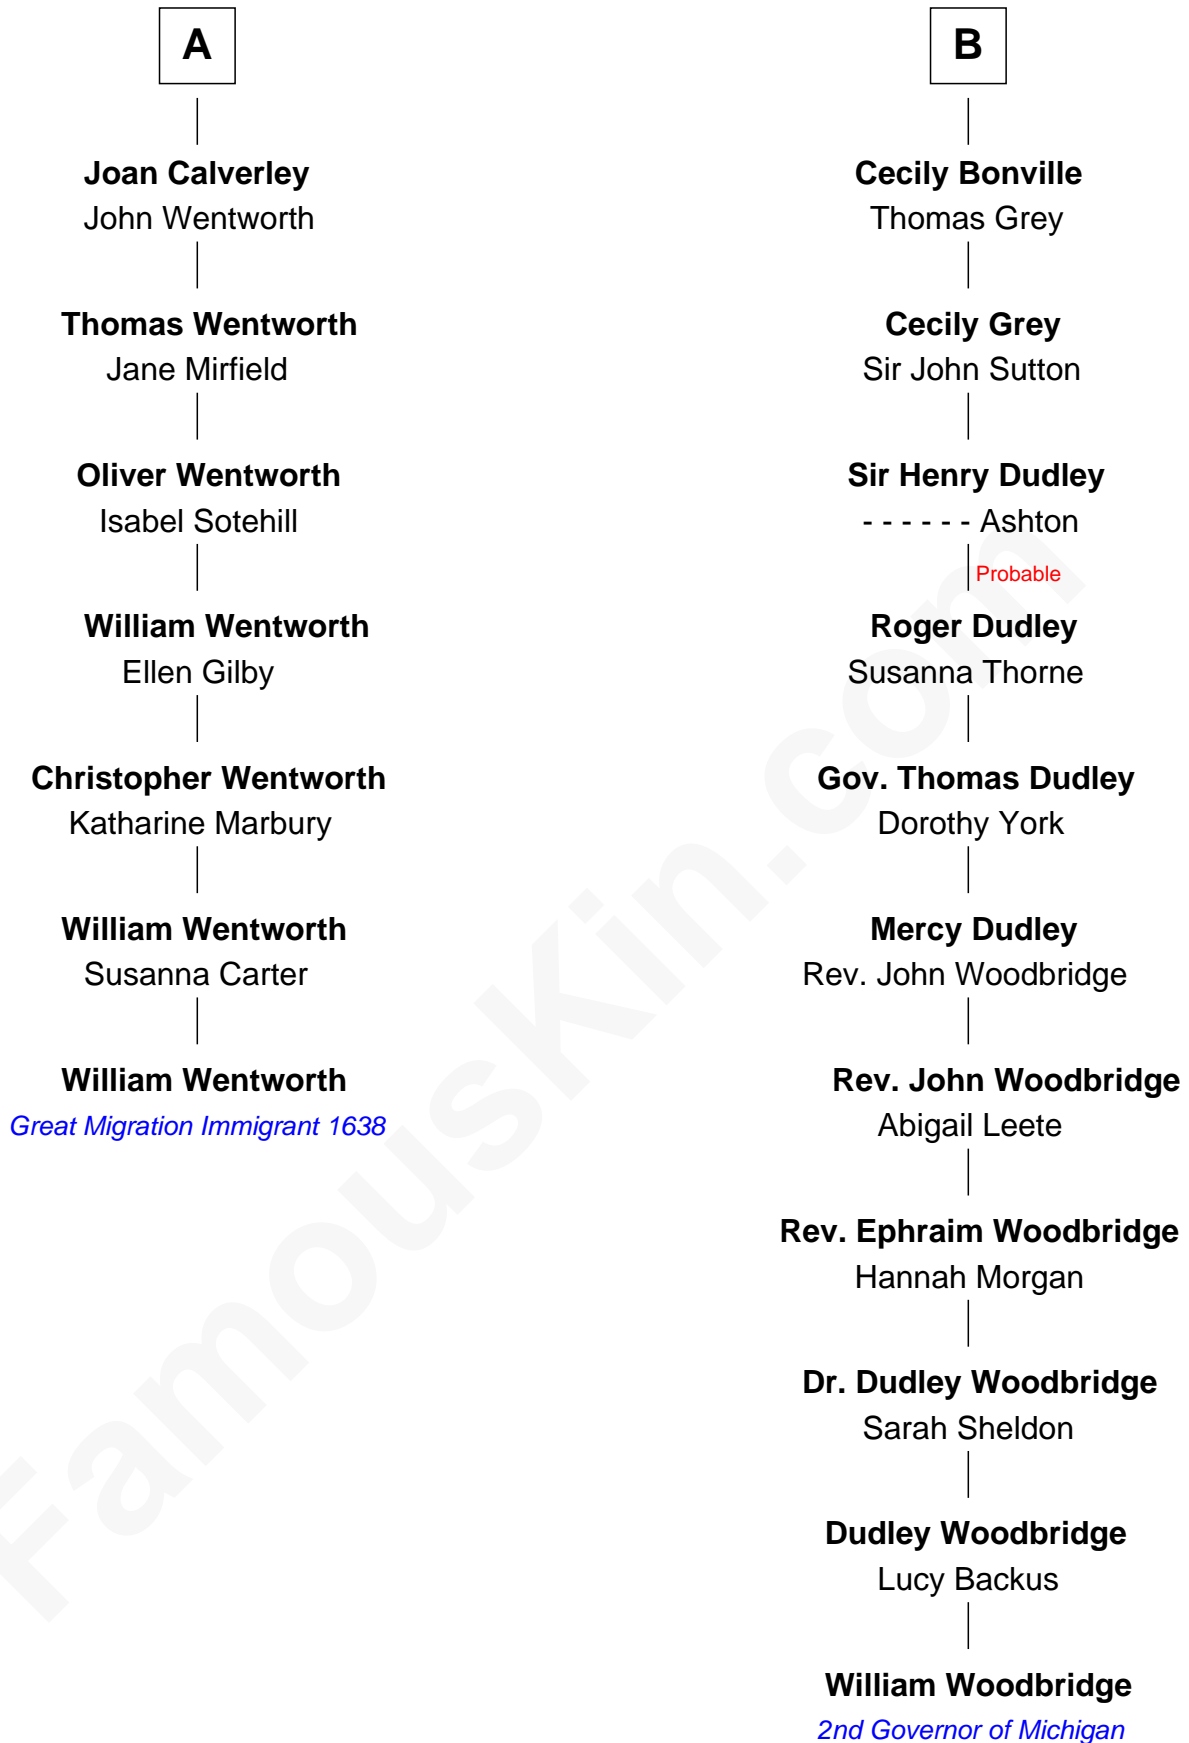 A
Joan Calverley
John Wentworth
Thomas Wentworth
Jane Mirfield
Oliver Wentworth
Isabel Sotehill
William Wentworth
Ellen Gilby
Christopher Wentworth
Katharine Marbury
William Wentworth
Susanna Carter
William Wentworth
Great Migration Immigrant 1638
B
Cecily Bonville
Thomas Grey
Cecily Grey
Sir John Sutton
Sir Henry Dudley
- - - - - - Ashton
Probable
Roger Dudley
Susanna Thorne
Gov. Thomas Dudley
Dorothy York
Mercy Dudley
Rev. John Woodbridge
Rev. John Woodbridge
Abigail Leete
Rev. Ephraim Woodbridge
Hannah Morgan
Dr. Dudley Woodbridge
Sarah Sheldon
Dudley Woodbridge
Lucy Backus
William Woodbridge
2nd Governor of Michigan
FamousKin.com